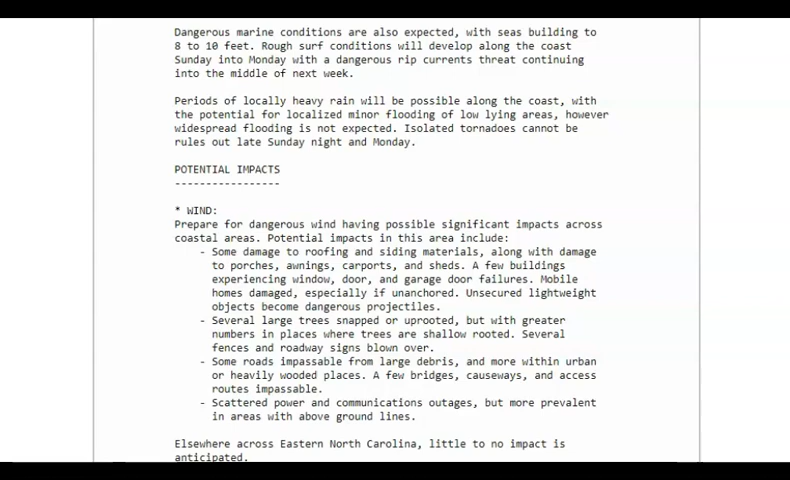 Dangerous marine conditions are also expected, with seas building to
8 to 10 feet. Rough surf conditions will develop along the coast
Sunday into Monday with a dangerous rip currents threat continuing
into the middle of next week.
Periods of locally heavy rain will be possible along the coast, with
the potential for localized minor flooding of low lying areas, however
widespread flooding is not expected. Isolated tornadoes cannot be
rules out late Sunday night and Monday.
POTENTIAL IMPACTS
-----------------
* WIND:
Prepare for dangerous wind having possible significant impacts across
coastal areas. Potential impacts in this area include:
- Some damage to roofing and siding materials, along with damage
to porches, awnings, carports, and sheds. A few buildings
experiencing window, door, and garage door failures. Mobile
homes damaged, especially if unanchored. Unsecured lightweight
objects become dangerous projectiles.
- Several large trees snapped or uprooted, but with greater
numbers in places where trees are shallow rooted. Several
fences and roadway signs blown over.
- Some roads impassable from large debris, and more within urban
or heavily wooded places. A few bridges, causeways, and access
routes impassable.
- Scattered power and communications outages, but more prevalent
in areas with above ground lines.
Elsewhere across Eastern North Carolina, little to no impact is
anticipated.